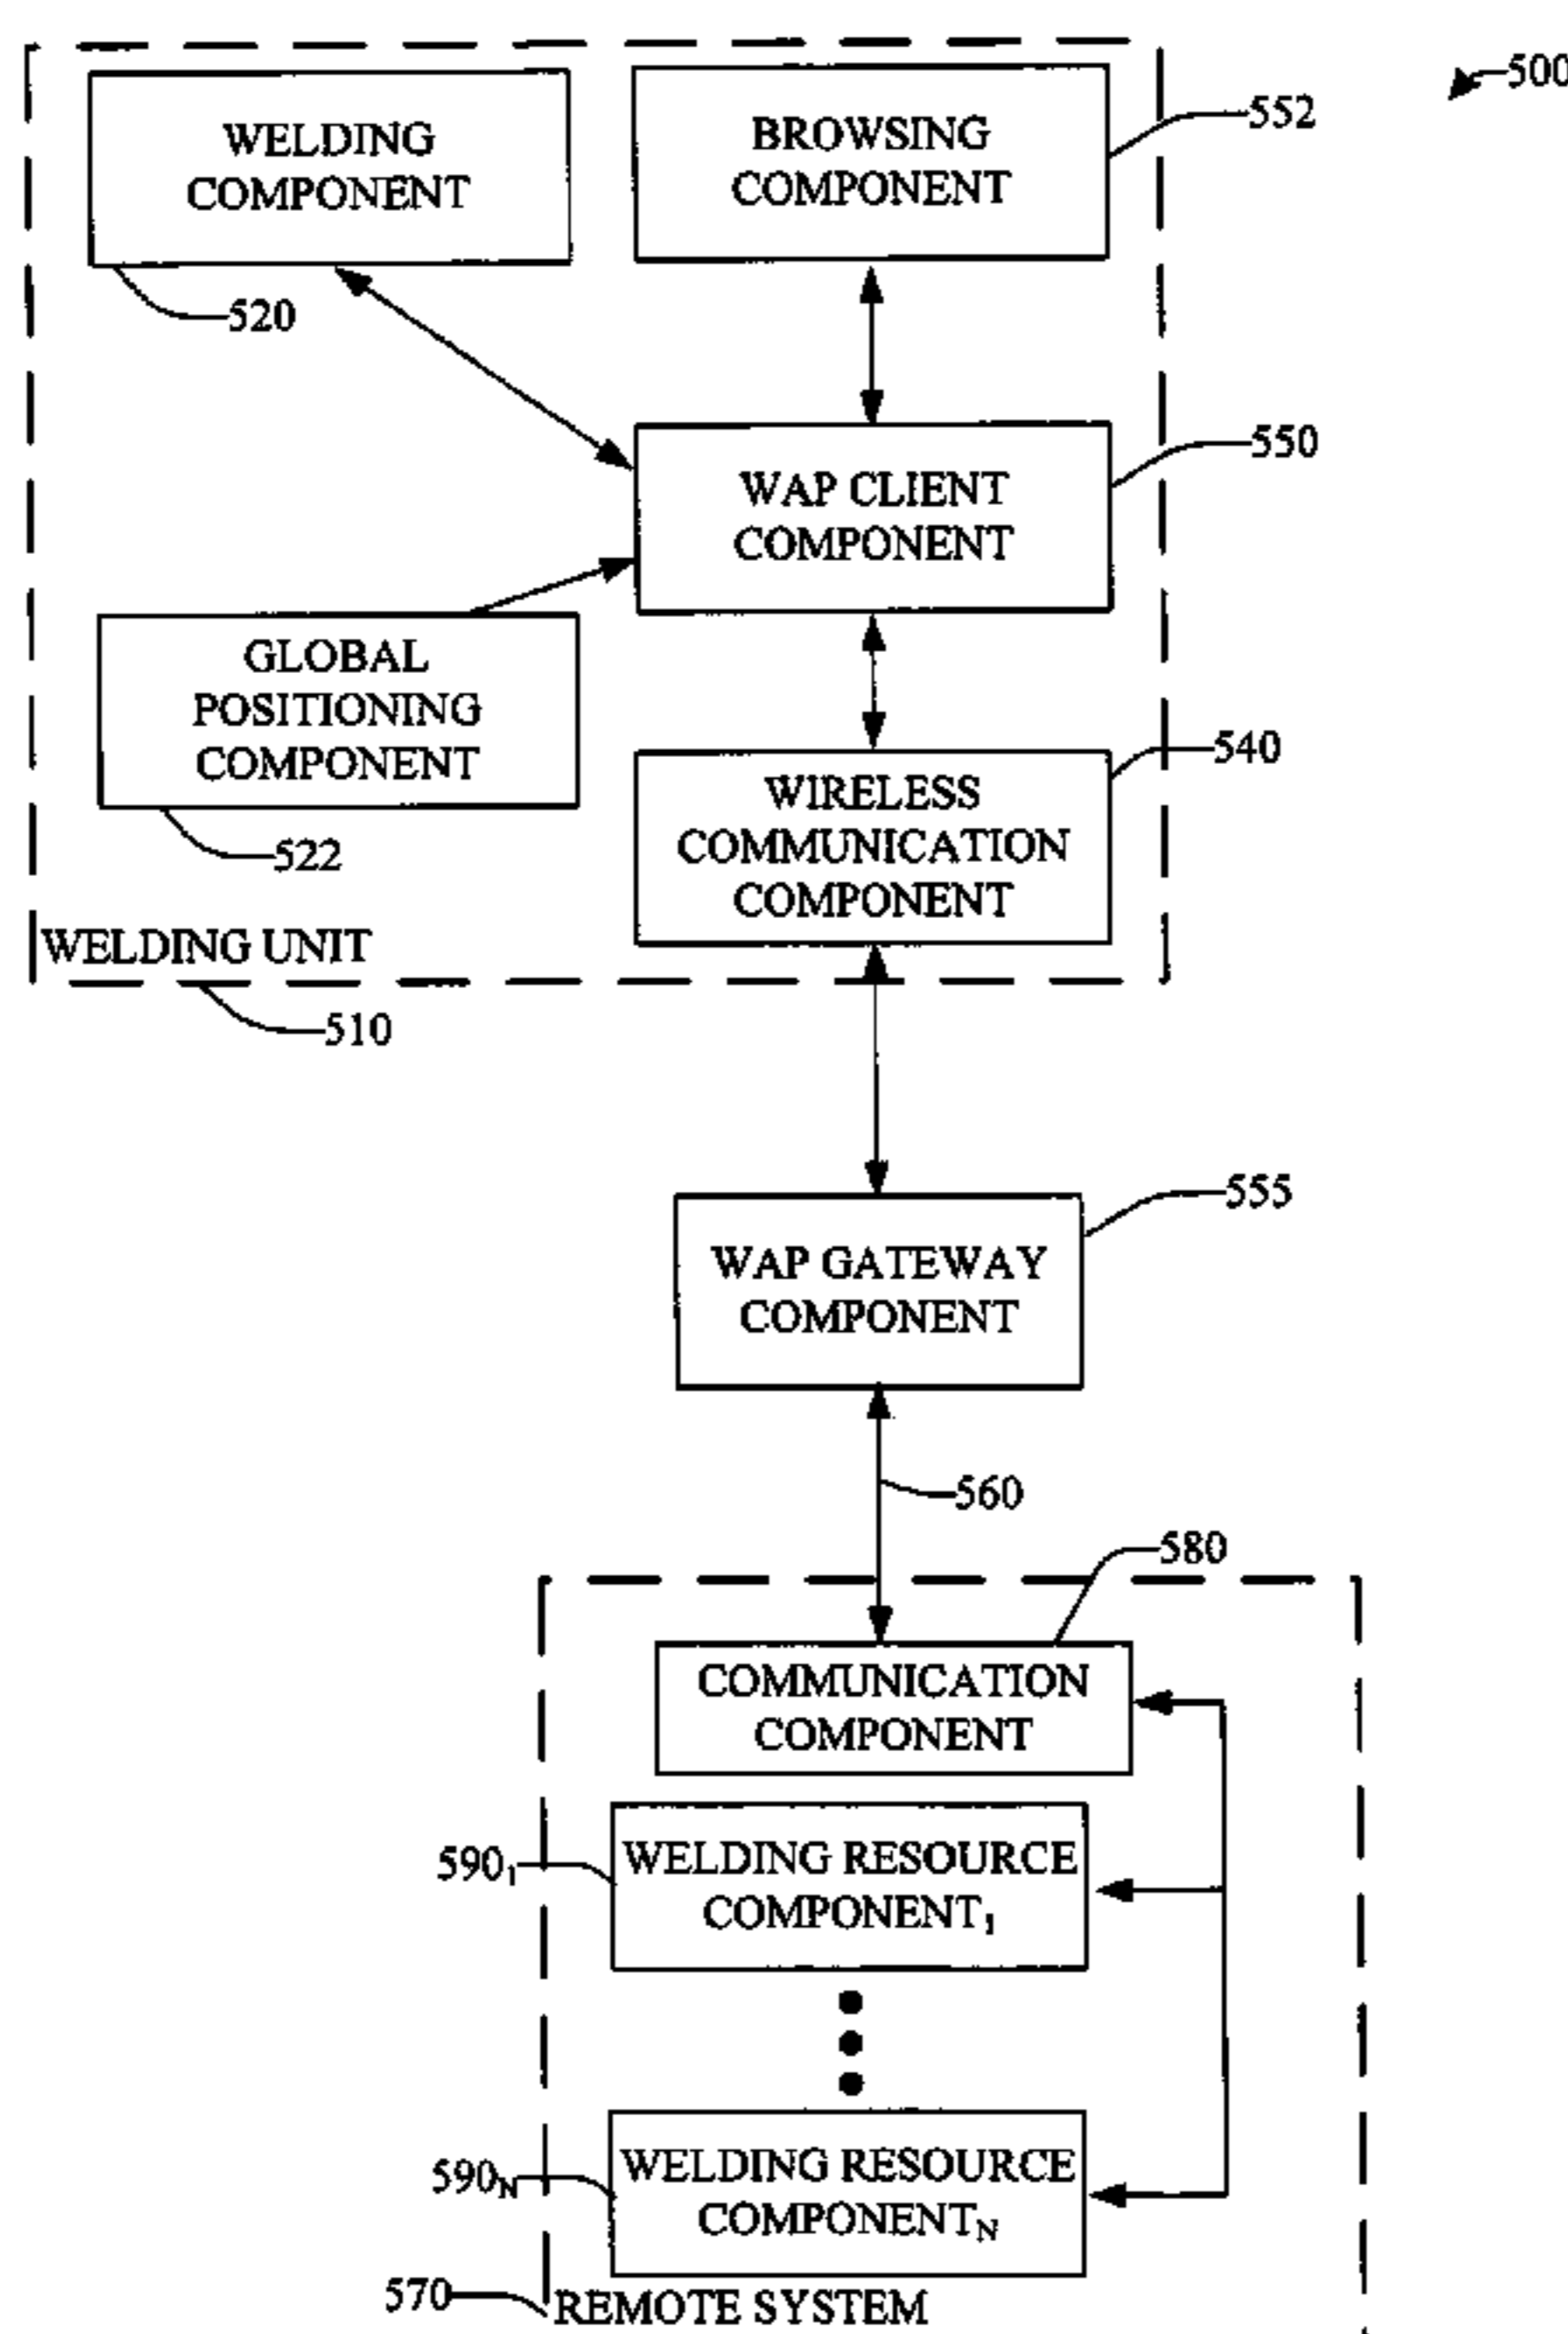 500
WELDING
COMPONENT
BROWSING
COMPONENT
552
520
WAP CLIENT
COMPONENT
550
GLOBAL
POSITIONING
COMPONENT
522
WIRELESS
COMMUNICATION
COMPONENT
540
WELDING UNIT
510
WAP GATEWAY
COMPONENT
555
560
580
COMMUNICATION
COMPONENT
590₁
WELDING RESOURCE
COMPONENT₁
590_N
WELDING RESOURCE
COMPONENT_N
570
REMOTE SYSTEM